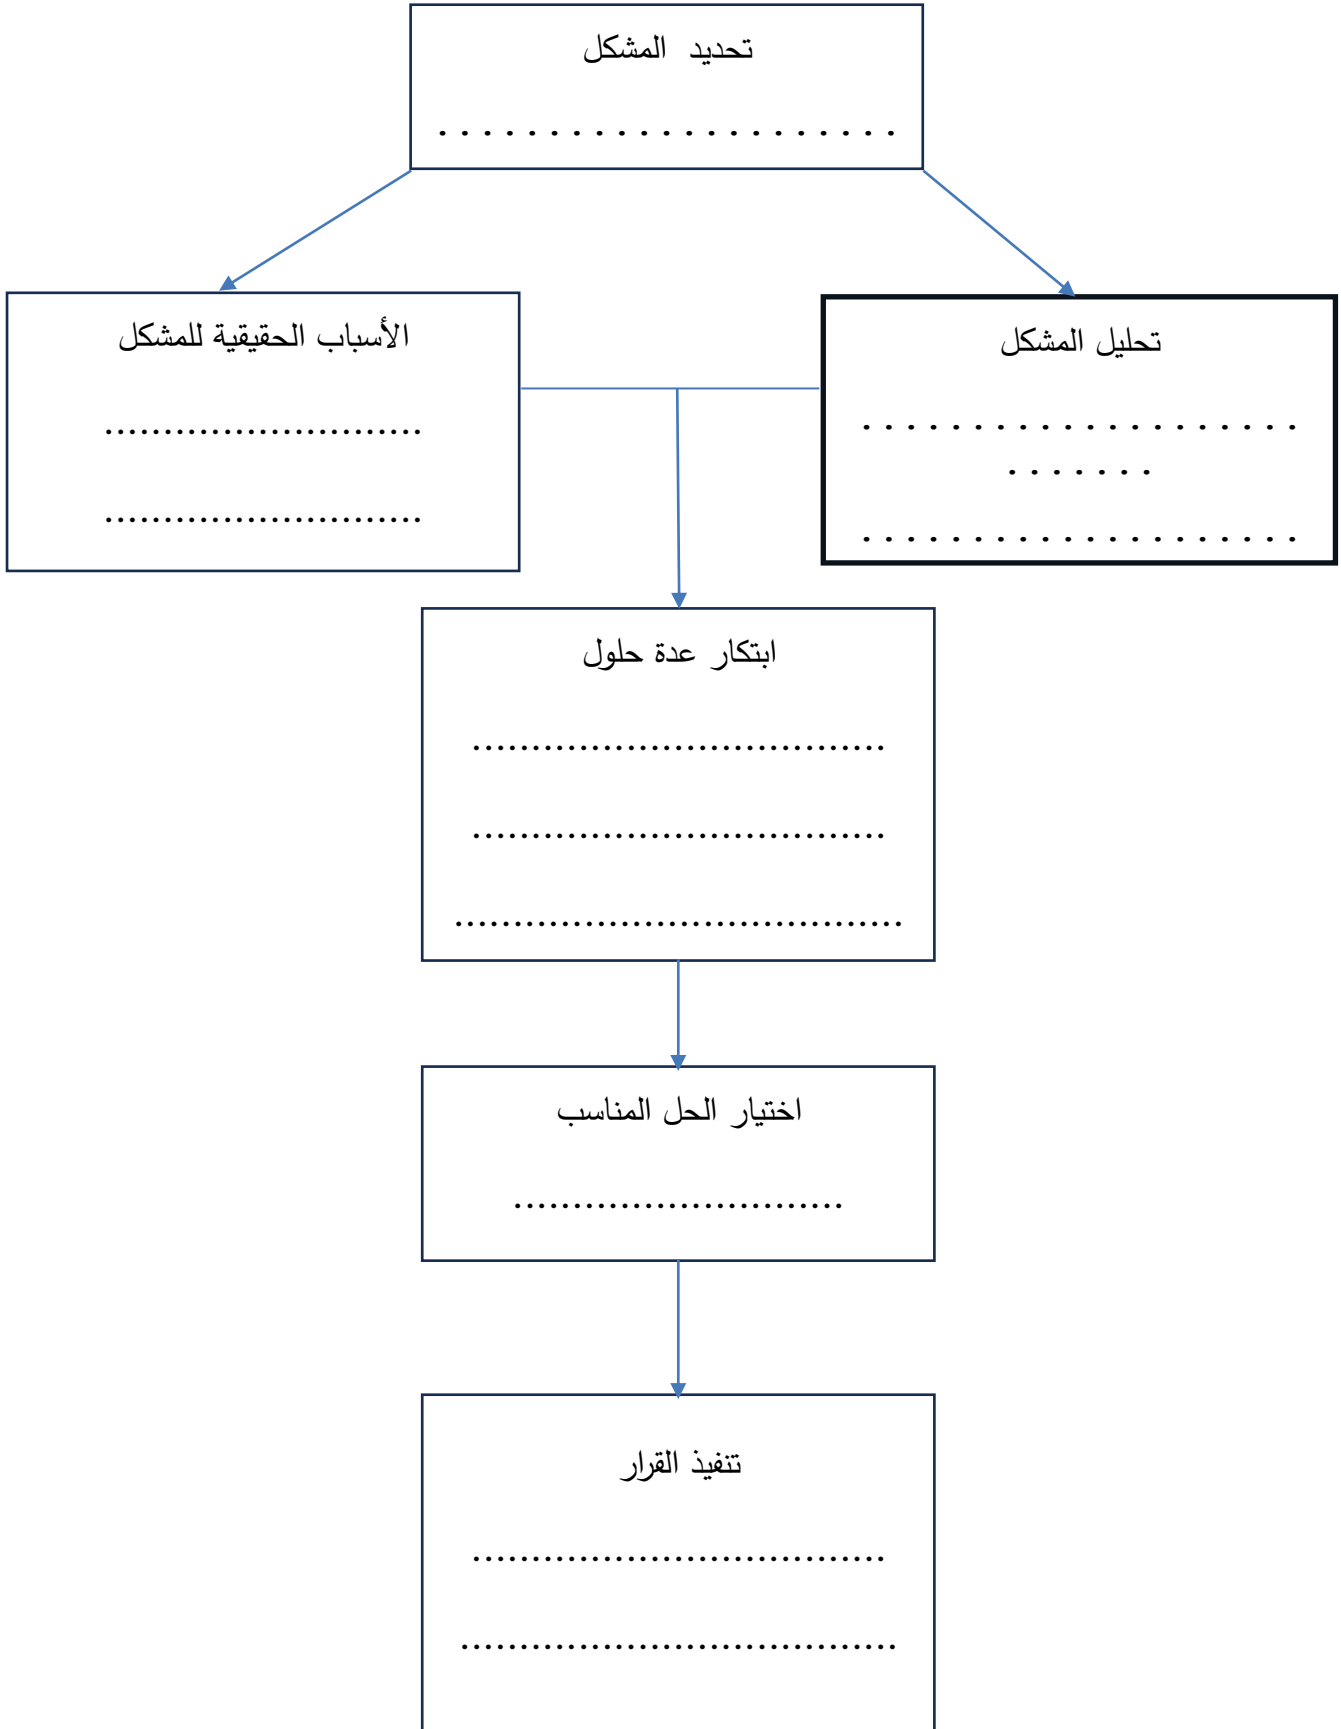 تحديد المشكل
. . . . . . . . . . . . . . . . . . . . .
تحليل المشكل
. . . . . . . . . . . . . . . . . . . .
. . . . . . .
. . . . . . . . . . . . . . . . . . . .
الأسباب الحقيقية للمشكل
...........................
...........................
ابتكار عدة حلول
...................................
...................................
......................................
اختيار الحل المناسب
............................
تنفيذ القرار
...................................
.....................................